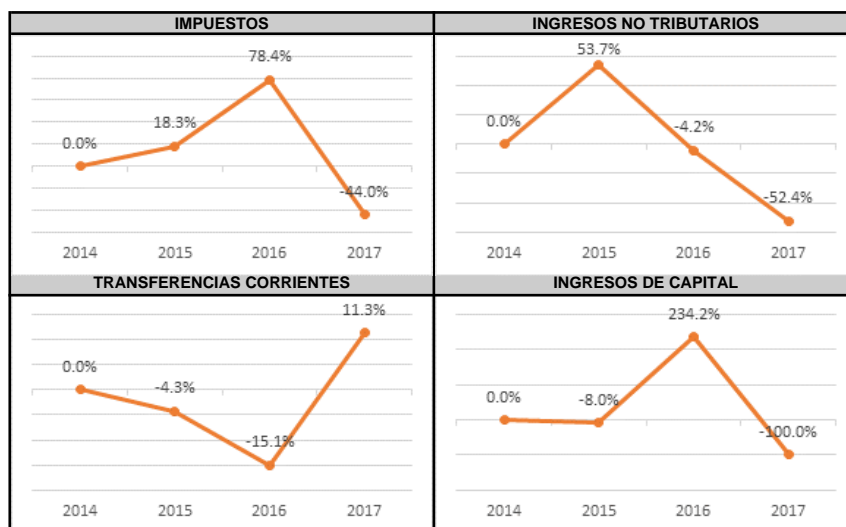 IMPUESTOS
78.4%
18.3%
0.0%
-44.0%
2014 2015 2016 2017
INGRESOS NO TRIBUTARIOS
53.7%
0.0%
-4.2%
-52.4%
2014 2015 2016 2017
TRANSFERENCIAS CORRIENTES
11.3%
0.0%
-4.3%
-15.1%
2014 2015 2016 2017
INGRESOS DE CAPITAL
234.2%
0.0%
-8.0%
-100.0%
2014 2015 2016 2017